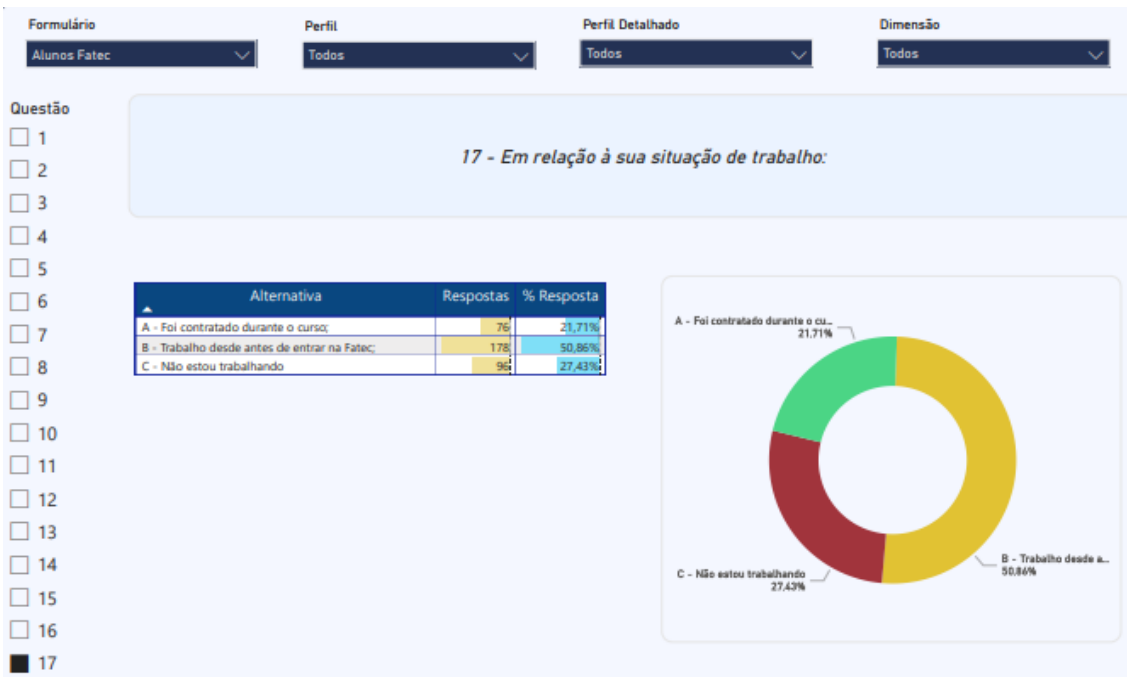 Formulário Perfil Perfil Detalhado Dimensão
Alunos Fatec Todos Todos Todos
Questão
1
2
3
4
5
6
7
8
9
10
11
12
13
14
15
16
17
17 - Em relação à sua situação de trabalho:
Alternativa Respostas % Resposta
A - Foi contratado durante o curso; 76 21,71%
B - Trabalho desde antes de entrar na Fatec; 178 50,86%
C - Não estou trabalhando 96 27,43%
A - Foi contratado durante o cu...
21,71%
B - Trabalho desde a...
50,86%
C - Não estou trabalhando
27,43%